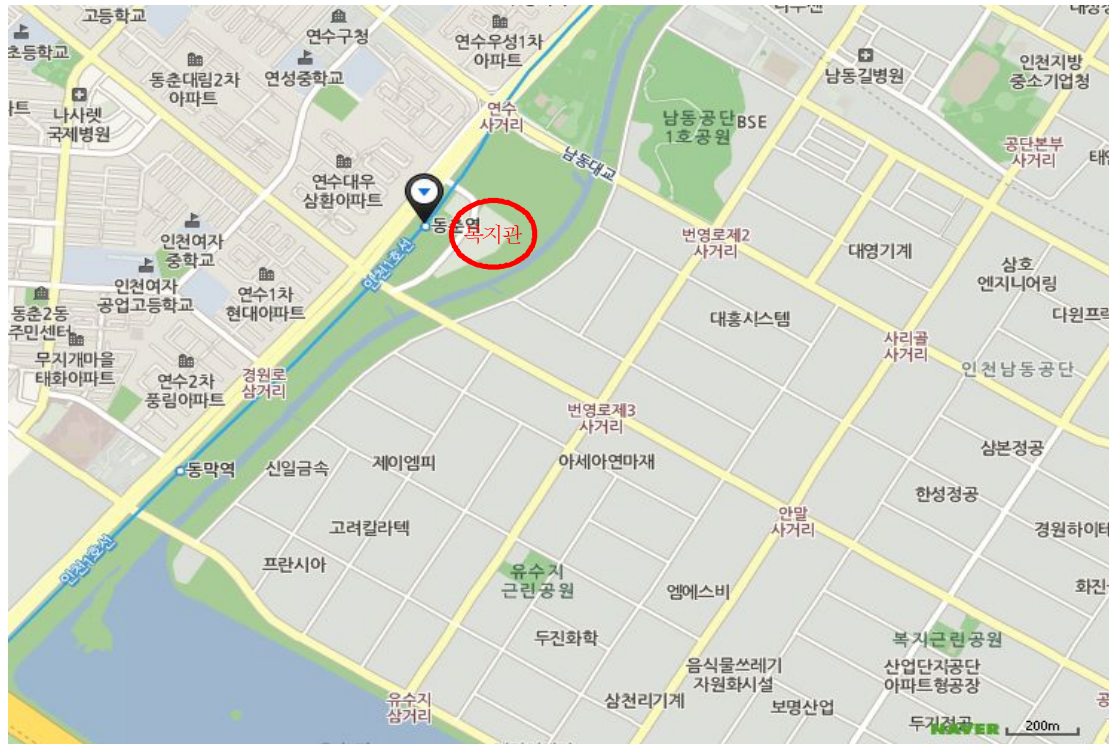 고등학교
초등학교
연수구청
연수우성1차
아파트
동춘대림2차
아파트
연성중학교
남동길병원
인천지방
중소기업청
나사렛
국제병원
연수
사거리
남동공단
1호공원
BSE
공단본부
사거리
남동대교
연수대우
삼환아파트
동춘역
복지관
인천여자
중학교
번영로제2
사거리
대영기계
삼호
엔지니어링
인천1호선
인천여자
공업고등학교
연수1차
현대아파트
동춘2동
주민센터
대흥시스템
다윈프릭
사리골
사거리
무지개마을
태화아파트
연수2차
풍림아파트
경원로
삼거리
인천남동공단
번영로제3
사거리
동막역
신일금속
제이엠피
아세아연마재
삼본정공
한성정공
고려칼라텍
안말
사거리
경원하이테
프란시아
인천1호선
유수지
근린공원
엠에스비
화진
두진화학
복지근린공원
음식물쓰레기
자원화시설
산업단지공단
아파트형공장
유수지
삼거리
삼천리기계
보명산업
NAVER
200m